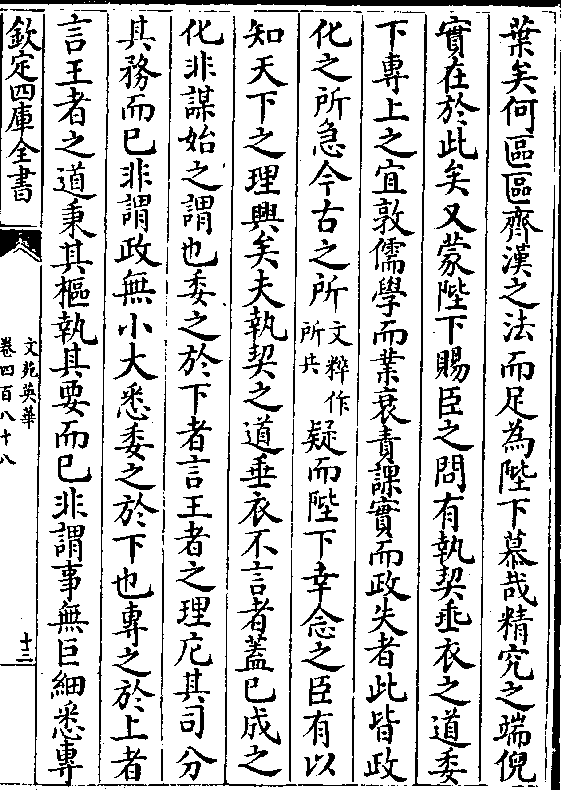 葉矣何區區齊漢之法而足為陛下慕哉精究之端倪
實在於此矣又蒙陛下賜臣之問有執契垂衣之道委
下專上之宜敦儒學而業衰責課實而政失者此皆政
化之所急今古之所文粹作所共疑而陛下幸念之臣有以
知天下之理興矣夫執契之道垂衣不言者蓋已成之
化非謀始之謂也委之於下者言王者之理庀其司分
其務而已非謂政無小大悉委之於下也專之於上者
言王者之道秉其樞執其要而已非謂事無巨細悉專
欽定四庫全書
文苑英華
卷四百八十八
十二